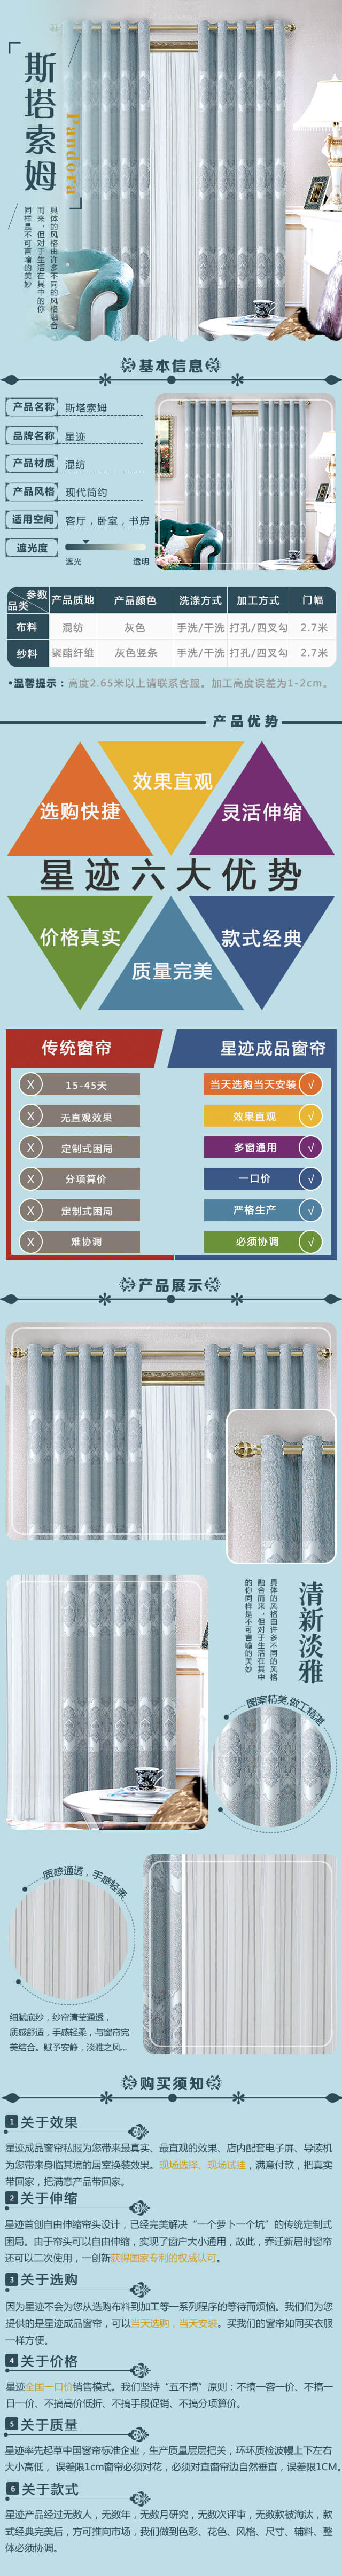 斯塔索姆
Pandora
具体的风格由许多不同的风格融合
而来，但对于生活在其中的你
同样是不可言喻的美妙
基本信息
产品名称 斯塔索姆
品牌名称 星迹
产品材质 混纺
产品风格 现代简约
适用空间 客厅，卧室，书房
遮光度
遮光 透明
参数 品类 产品质地 产品颜色 洗涤方式 加工方式 门幅
布料 混纺 灰色 手洗/干洗 打孔/四叉勾 2.7米
纱料 聚酯纤维 灰色竖条 手洗/干洗 打孔/四叉勾 2.7米
•温馨提示：高度2.65米以上请联系客服。加工高度误差为1-2cm。
产品优势
效果直观
选购快捷
灵活伸缩
星迹六大优势
价格真实
款式经典
质量完美
传统窗帘 星迹成品窗帘
X 15-45天 当天选购当天安装 √
X 无直观效果 效果直观 √
X 定制式困局 多窗通用 √
X 分项算价 一口价 √
X 定制式困局 严格生产 √
X 难协调 必须协调 √
产品展示
清新淡雅
具体的风格由许多不同的风格
融合而来，但对于生活在其中
的你同样是不可言喻的美妙
图案精美,做工精湛
质感通透，手感轻柔
细腻底纱，纱帘清莹通透，
质感舒适，手感轻柔，与窗帘完
美结合。赋予安静，淡雅之风...
购买须知
1 关于效果
星迹成品窗帘私服为您带来最真实、最直观的效果、店内配套电子屏、导读机
为您带来身临其境的居室换装效果。现场选择、现场试挂，满意付款，把真实
带回家，把满意产品带回家。
2 关于伸缩
星迹首创自由伸缩帘头设计，已经完美解决“一个萝卜一个坑”的传统定制式
困局。由于帘头可以自由伸缩，实现了窗户大小通用，故此，乔迁新居时窗帘
还可以二次使用，一创新获得国家专利的权威认可。
3 关于选购
因为星迹不会为您从选购布料到加工等一系列程序的等待而烦恼。我们们为您
提供的是星迹成品窗帘，可以当天选购，当天安装。买我们的窗帘如同买衣服
一样方便。
4 关于价格
星迹全国一口价销售模式。我们坚持“五不搞”原则：不搞一客一价、不搞一
日一价、不搞高价低折、不搞手段促销、不搞分项算价。
5 关于质量
星迹率先起草中国窗帘标准企业，生产质量层层把关，环环质检波幔上下左右
大小高低， 误差限1cm窗帘必须对花，必须对直窗帘边自然垂直，误差限1CM。
6 关于款式
星迹产品经过无数人，无数年，无数月研究，无数次评审，无数款被淘汰，款
式经典完美后，方可推向市场，我们做到色彩、花色、风格、尺寸、辅料、整
体必须协调。